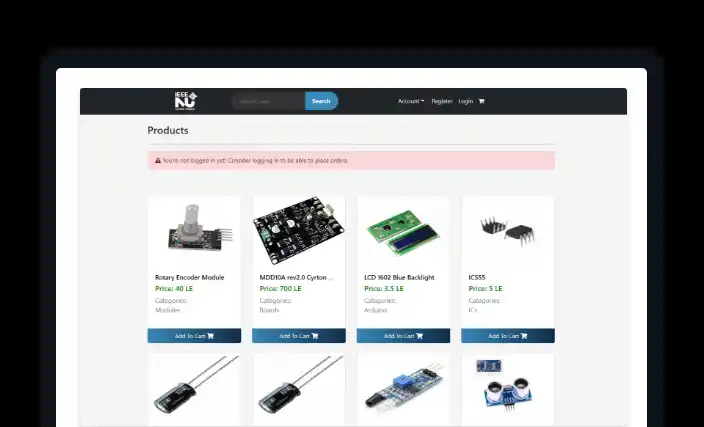 IEEE
NU
Search
Account
Register
Login
Products
You're not logged in yet! Consider logging in to be able to place orders.
Rotary Encoder Module
Price: 40 LE
Categories:
Modules
Add To Cart
MDD10A rev2.0 Cyrton ...
Price: 700 LE
Categories:
Boards
Add To Cart
LCD 1602 Blue Backlight
Price: 3.5 LE
Categories:
Arduino
Add To Cart
IC555
Price: 5 LE
Categories:
ICs
Add To Cart